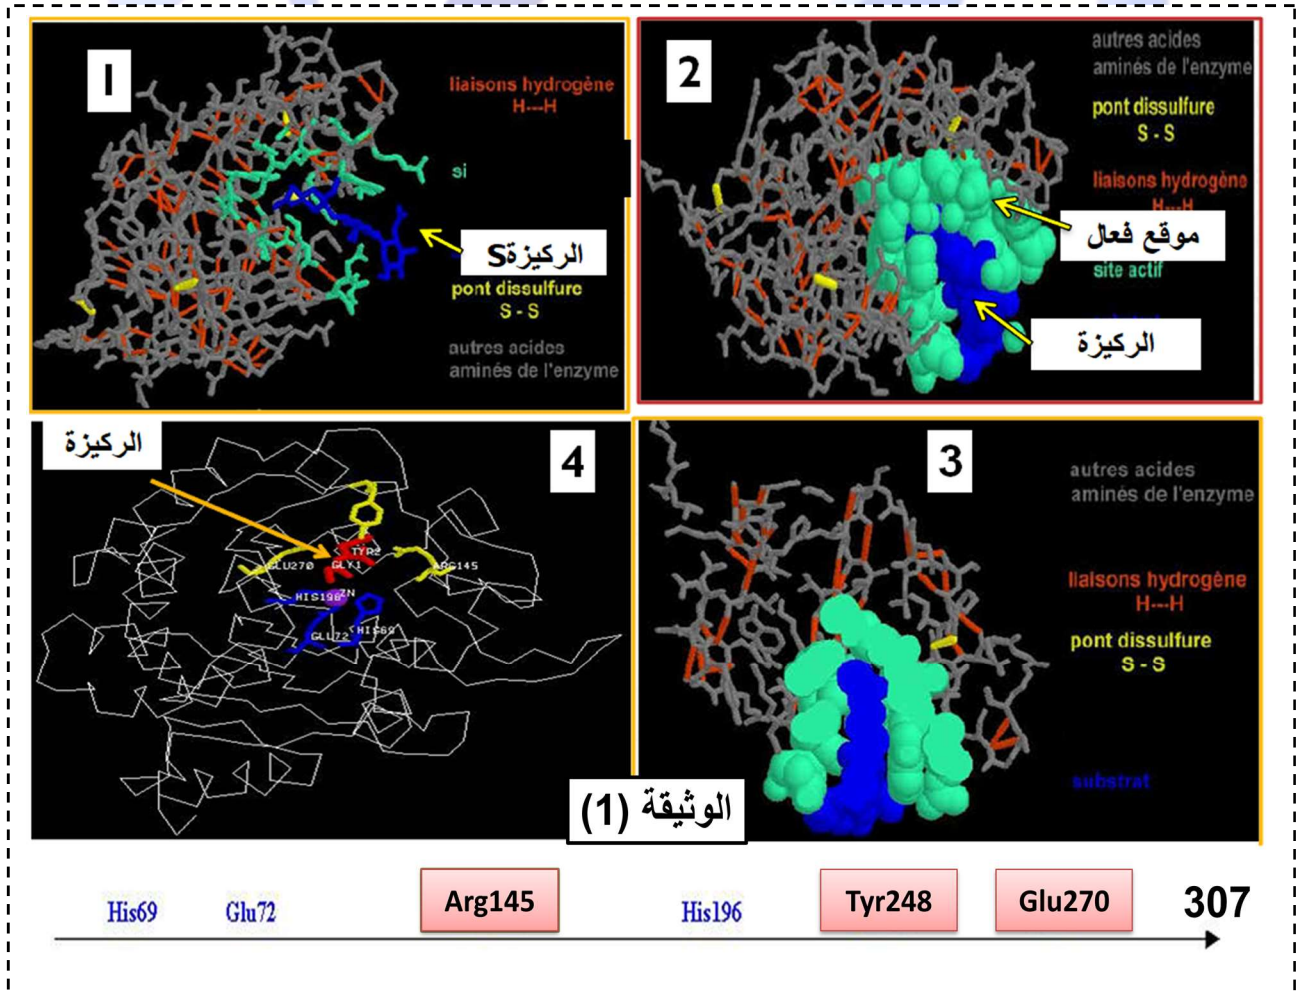 1
liaisons hydrogène
H---H
si
الركيزةS
pont dissulfure
S - S
autres acides
aminés de l'enzyme
2
autres acides
aminés de l'enzyme
pont dissulfure
S - S
liaisons hydrogène
H---H
موقع فعال
site actif
الركيزة
الركيزة
4
TYR2
GLU270
GLY1
ARG145
HIS196
ZN
GLU72
HIS69
3
autres acides
aminés de l'enzyme
liaisons hydrogène
H---H
pont dissulfure
S - S
substrat
الوثيقة (1)
His69 Glu72 Arg145 His196 Tyr248 Glu270 307